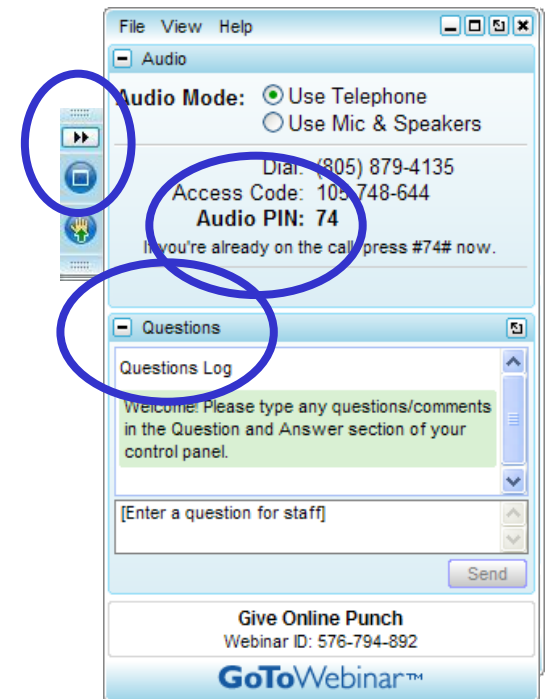 File View Help
Audio
Audio Mode: Use Telephone
Use Mic & Speakers
Dial: (805) 879-4135
Access Code: 105-748-644
Audio PIN: 74
If you're already on the call, press #74# now.
Questions
Questions Log
Welcome! Please type any questions/comments
in the Question and Answer section of your
control panel.
[Enter a question for staff]
Send
Give Online Punch
Webinar ID: 576-794-892
GoToWebinar™